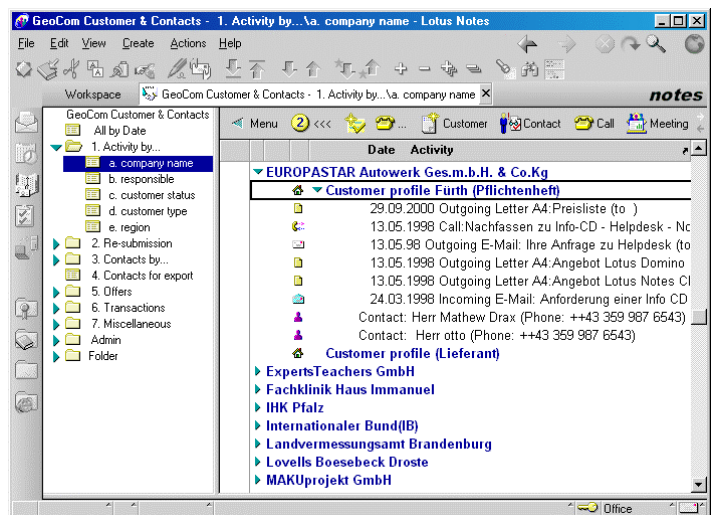 GeoCom Customer & Contacts - 1. Activity by...\a. company name - Lotus Notes
File Edit View Create Actions Help
Workspace GeoCom Customer & Contacts - 1. Activity by...\a. company name notes
GeoCom Customer & Contacts
All by Date
1. Activity by...
a. company name
b. responsible
c. customer status
d. customer type
e. region
2. Re-submission
3. Contacts by...
4. Contacts for export
5. Offers
6. Transactions
7. Miscellaneous
Admin
Folder
Menu 2 <<< ... Customer Contact Call Meeting
Date Activity
EUROPASTAR Autowerk Ges.m.b.H. & Co.Kg
Customer profile Fürth (Pflichtenheft)
29.09.2000 Outgoing Letter A4:Preisliste (to )
13.05.1998 Call:Nachfassen zu Info-CD - Helpdesk - Nc
13.05.98 Outgoing E-Mail: Ihre Anfrage zu Helpdesk (to
13.05.1998 Outgoing Letter A4:Angebot Lotus Domino
13.05.1998 Outgoing Letter A4:Angebot Lotus Notes Cl
24.03.1998 Incoming E-Mail: Anforderung einer Info CD
Contact: Herr Mathew Drax (Phone: ++43 359 987 6543)
Contact: Herr otto (Phone: ++43 359 987 6543)
Customer profile (Lieferant)
ExpertsTeachers GmbH
Fachklinik Haus Immanuel
IHK Pfalz
Internationaler Bund(IB)
Landvermessungsamt Brandenburg
Lovells Boesebeck Droste
MAKUprojekt GmbH
Office